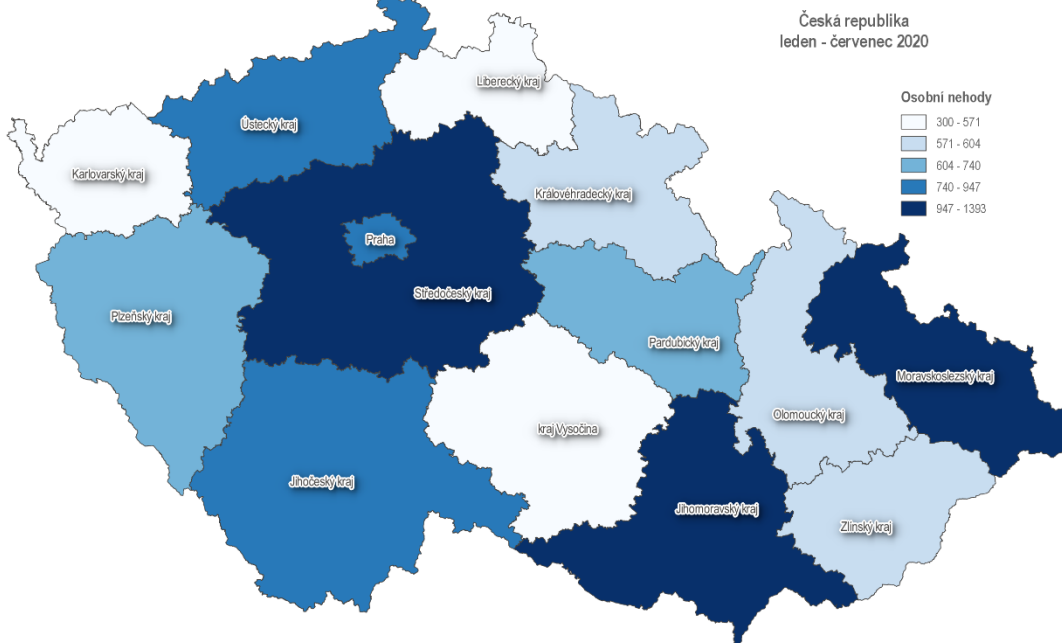 Česká republika
leden - červenec 2020
Osobní nehody
300 - 571
571 - 604
604 - 740
740 - 947
947 - 1393
Liberecký kraj
Ústecký kraj
Karlovarský kraj
Královéhradecký kraj
Praha
Středočeský kraj
Plzeňský kraj
Pardubický kraj
Moravskoslezský kraj
Olomoucký kraj
kraj Vysočina
Jihočeský kraj
Jihomoravský kraj
Zlínský kraj